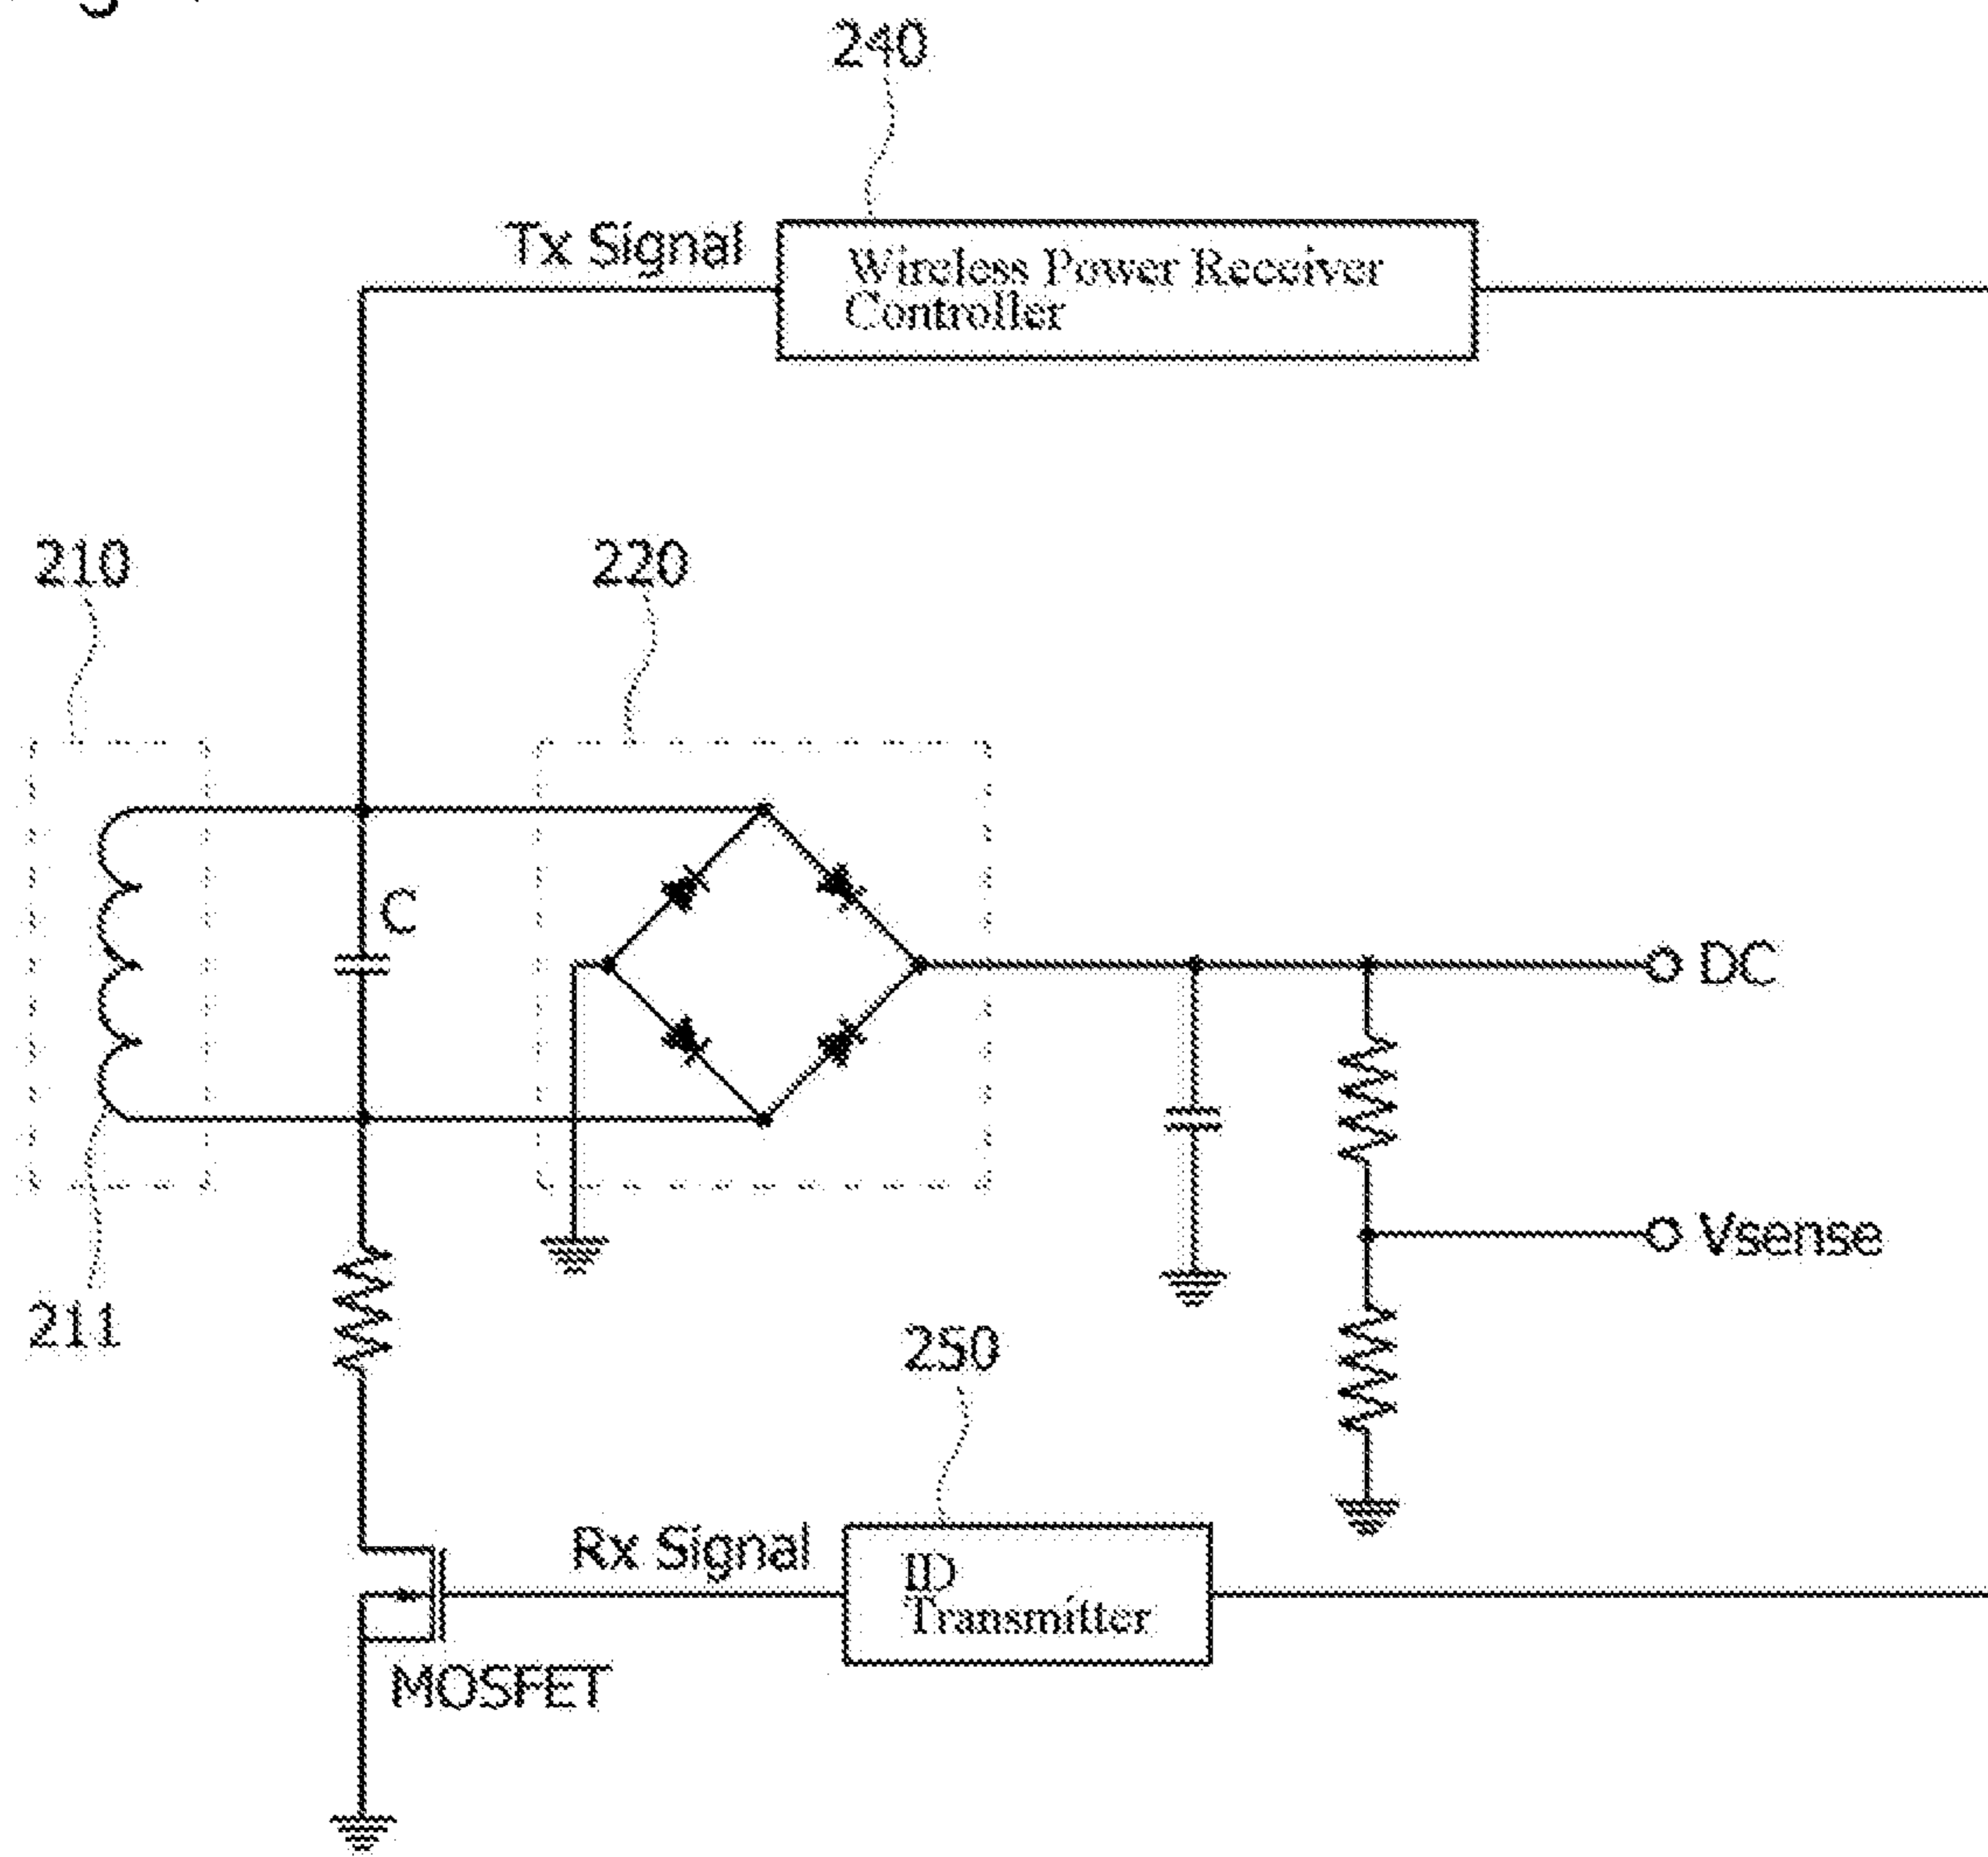 240
Tx Signal
Wireless Power Receiver
Controller
210
220
C
DC
Vsense
211
250
Rx Signal
ID
Transmitter
MOSFET